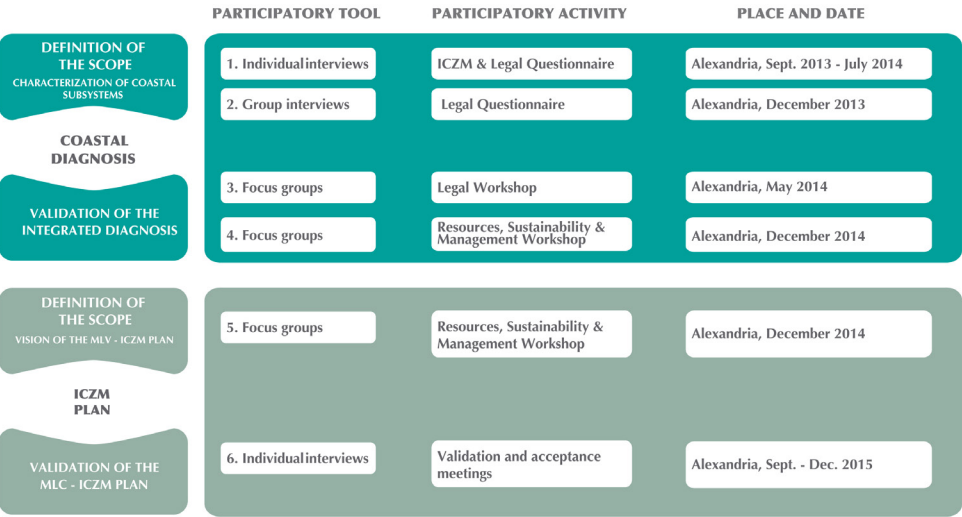 PARTICIPATORY TOOL
PARTICIPATORY ACTIVITY
PLACE AND DATE
DEFINITION OF
THE SCOPE
CHARACTERIZATION OF COASTAL
SUBSYSTEMS
1. Individual interviews
ICZM & Legal Questionnaire
Alexandria, Sept. 2013 - July 2014
2. Group interviews
Legal Questionnaire
Alexandria, December 2013
COASTAL
DIAGNOSIS
3. Focus groups
Legal Workshop
Alexandria, May 2014
VALIDATION OF THE
INTEGRATED DIAGNOSIS
4. Focus groups
Resources, Sustainability &
Management Workshop
Alexandria, December 2014
DEFINITION OF
THE SCOPE
VISION OF THE MLV - ICZM PLAN
5. Focus groups
Resources, Sustainability &
Management Workshop
Alexandria, December 2014
ICZM
PLAN
VALIDATION OF THE
MLC - ICZM PLAN
6. Individual interviews
Validation and acceptance
meetings
Alexandria, Sept. - Dec. 2015